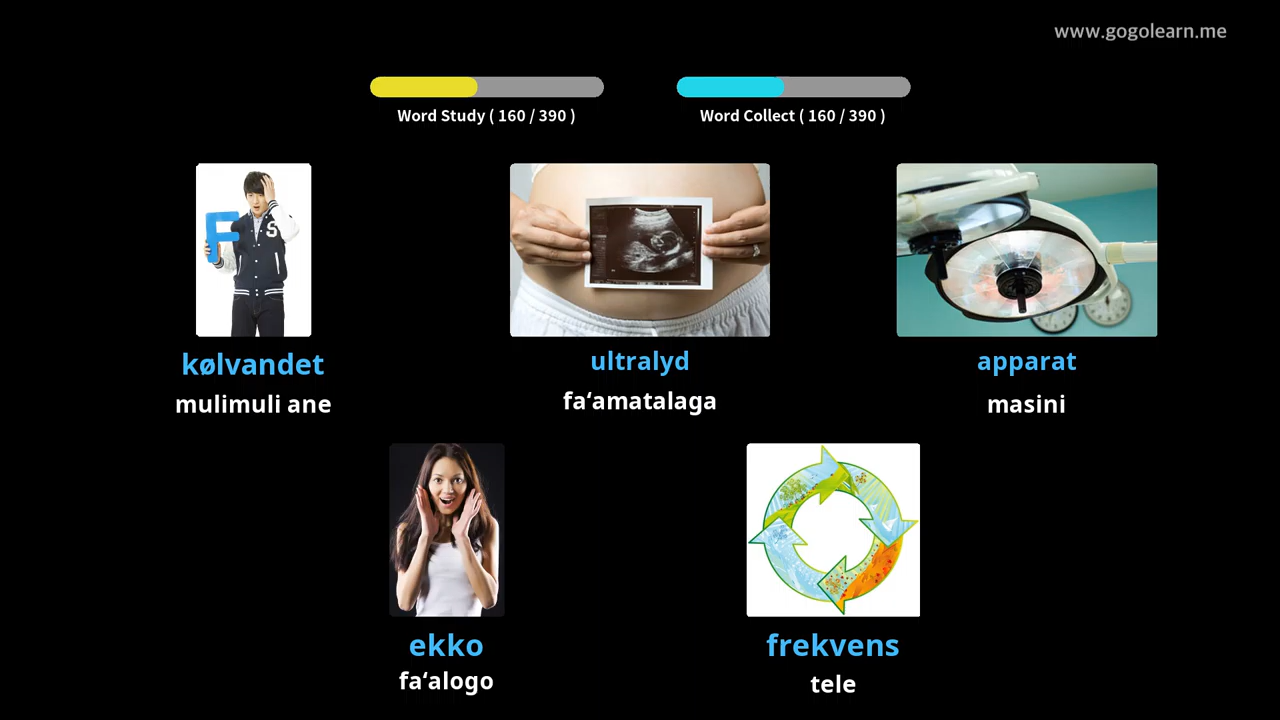 www.gogolearn.me
Word Study ( 160 / 390 )
Word Collect ( 160 / 390 )
F
S
kølvandet
ultralyd
apparat
mulimuli ane
fa‘amatalaga
masini
ekko
frekvens
fa‘alogo
tele